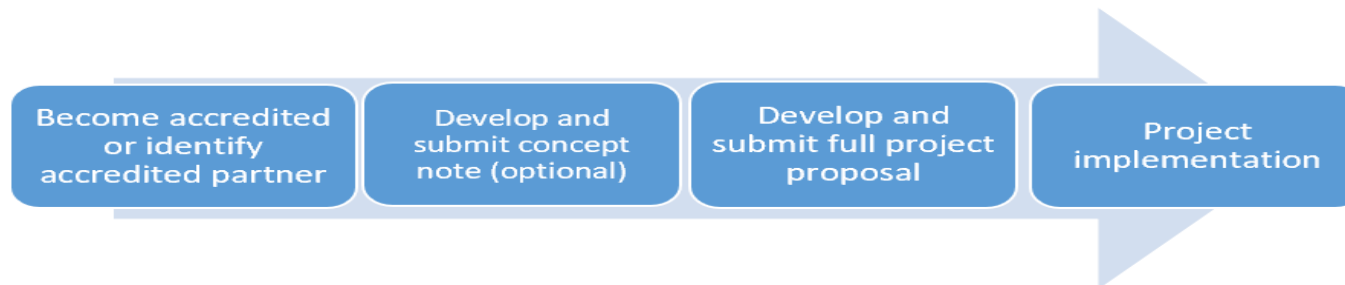 Become accredited
or identify
accredited partner
Develop and
submit concept
note (optional)
Develop and
submit full project
proposal
Project
implementation